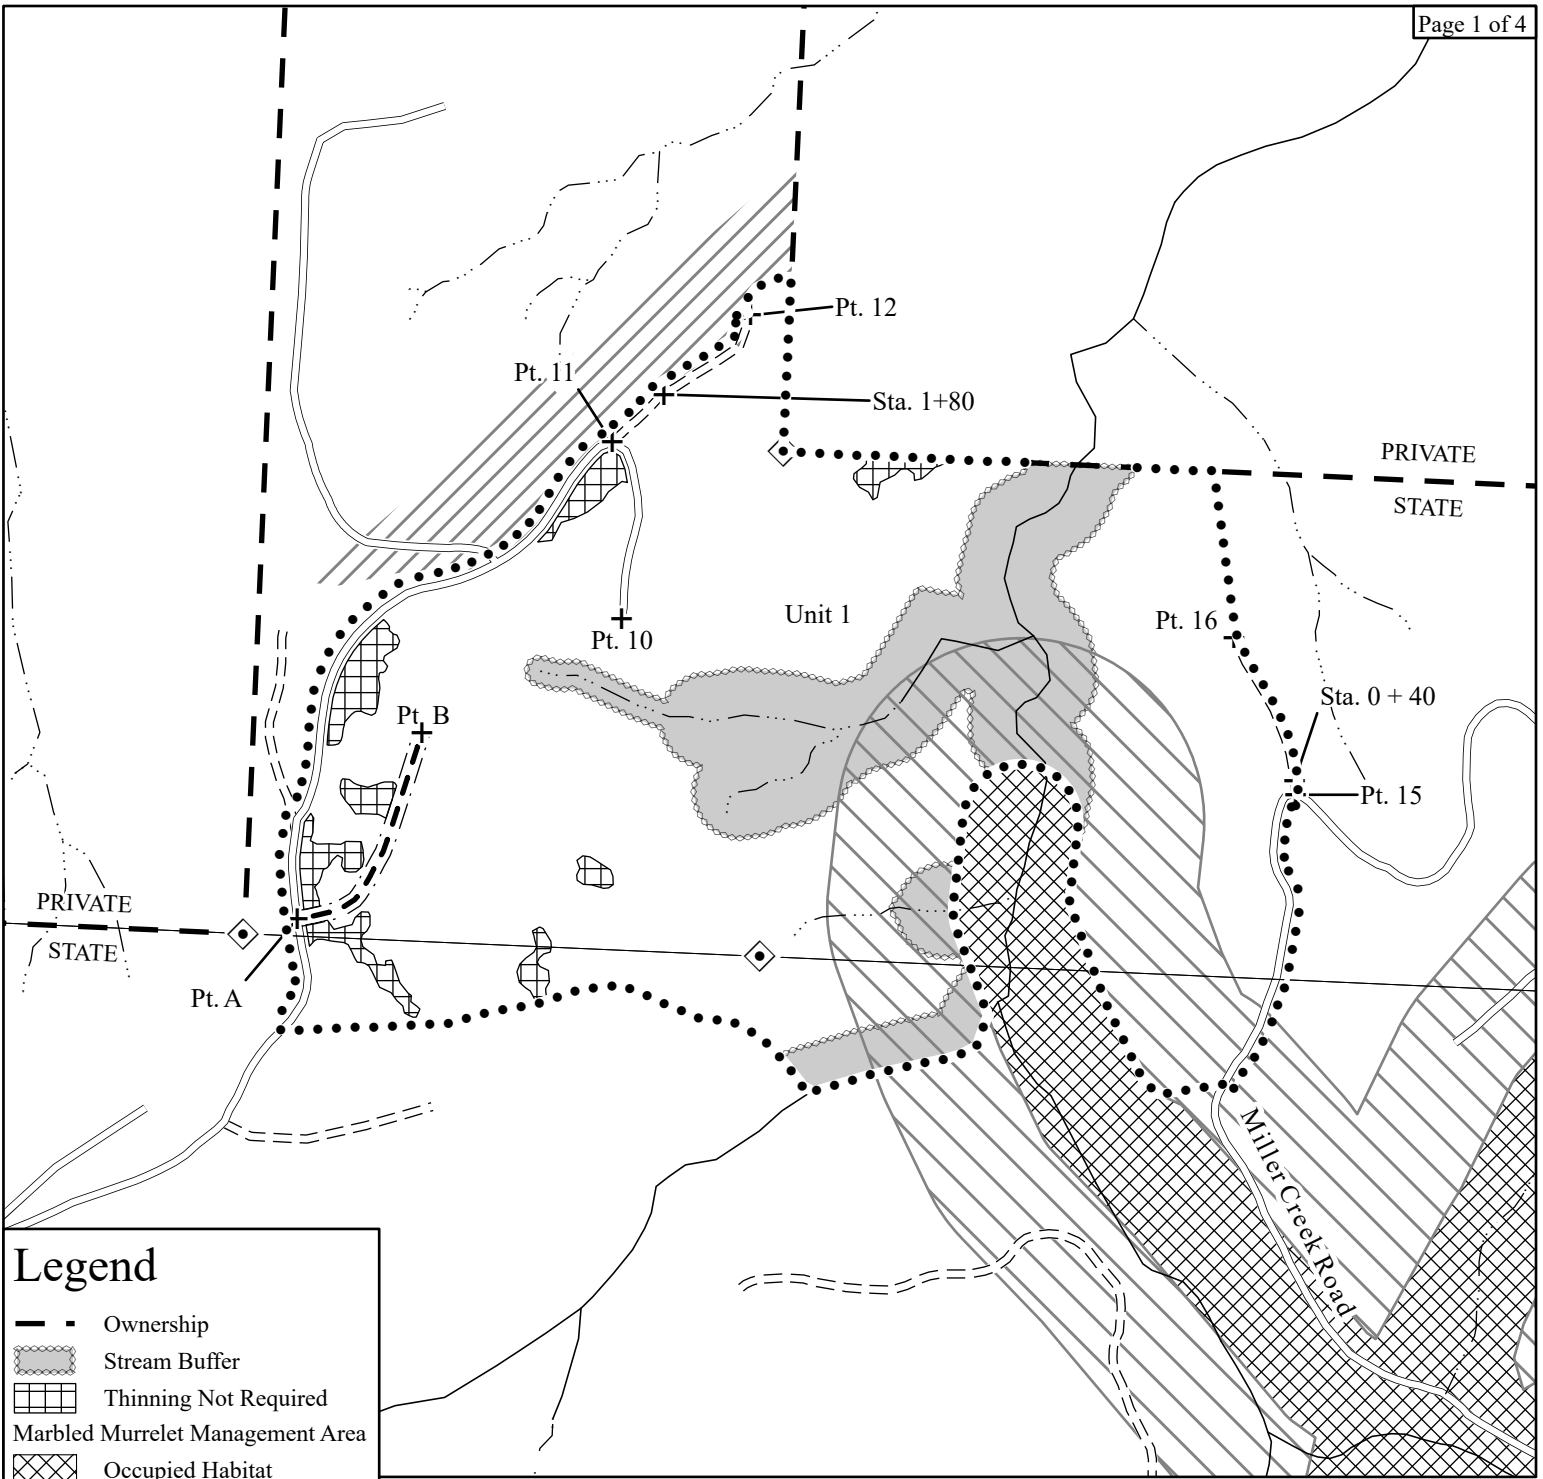 Page 1 of 4
Pt. 12
Pt. 11
Sta. 1+80
PRIVATE
STATE
Unit 1
Pt. 16
Pt. 10
Sta. 0 + 40
Pt. B
Pt. 15
PRIVATE
STATE
Pt. A
Miller Creek Road
Legend
Ownership
Stream Buffer
Thinning Not Required
Marbled Murrelet Management Area
Occupied Habitat